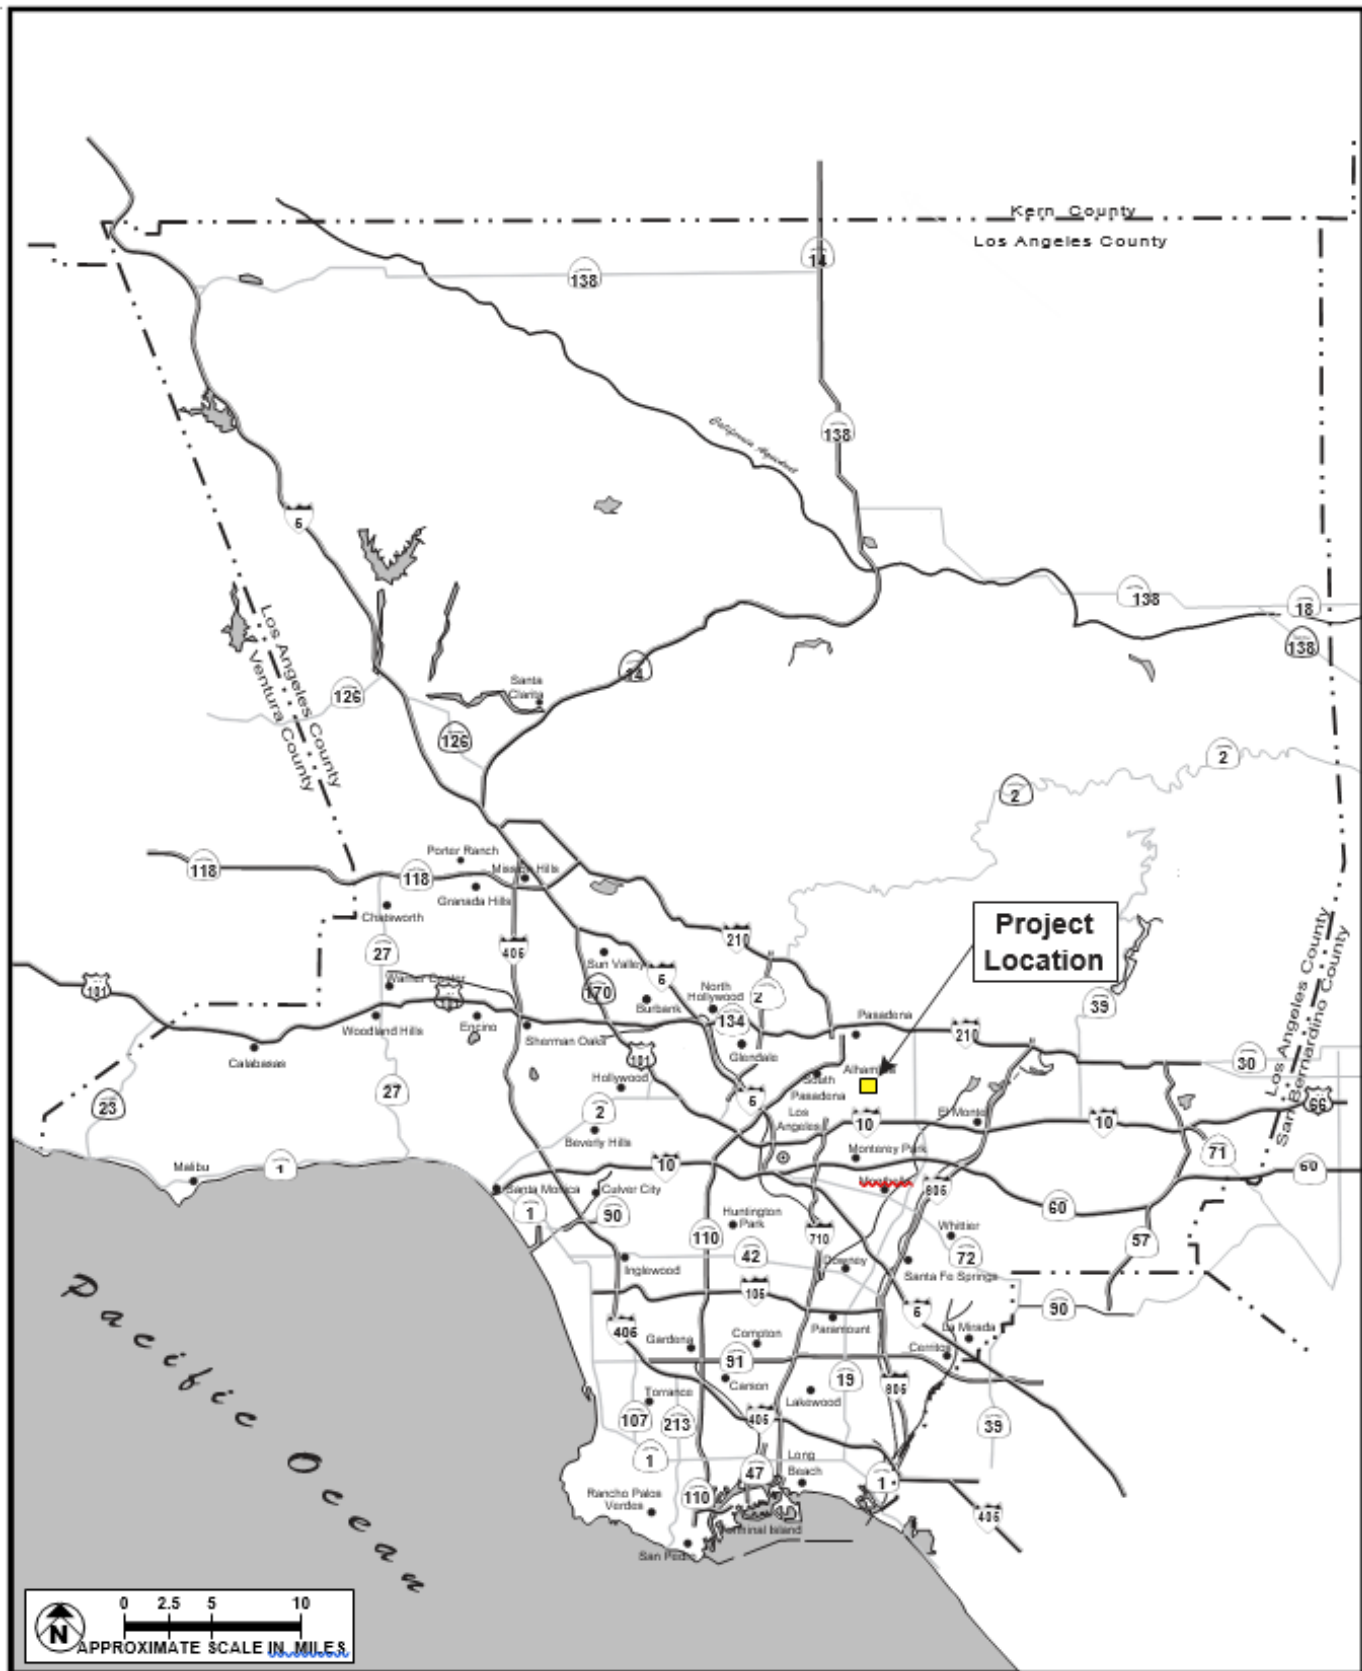 Kern County
Los Angeles County
14
138
138
California Aqueduct
5
138
18
138
Los Angeles County
Ventura County
14
Santa
Clarita
126
126
2
2
Porter Ranch
118
118
Mission Hills
Granada Hills
Chatsworth
Project
Location
210
405
27
Sun Valley
5
Warner Center
101
170
North
Hollywood
2
39
Burbank
134
Pasadena
Woodland Hills
Encino
Sherman Oaks
210
Los Angeles County
San Bernardino County
Calabasas
101
Glendale
30
Hollywood
South
Pasadena
Alhambra
27
23
2
5
Los
Angeles
10
El Monte
10
66
Beverly Hills
Monterey Park
71
Malibu
1
10
60
Santa Monica
Culver City
605
1
90
Huntington
Park
60
110
710
Whittier
42
72
57
Inglewood
Downey
Santa Fe Springs
105
5
90
405
Paramount
La Mirada
Gardena
Compton
Cerritos
91
Carson
19
605
Torrance
Lakewood
107
213
405
39
1
Long
Beach
47
1
Rancho Palos
Verdes
110
405
Terminal Island
San Pedro
Pacific Ocean
0 2.5 5 10
N
APPROXIMATE SCALE IN MILES